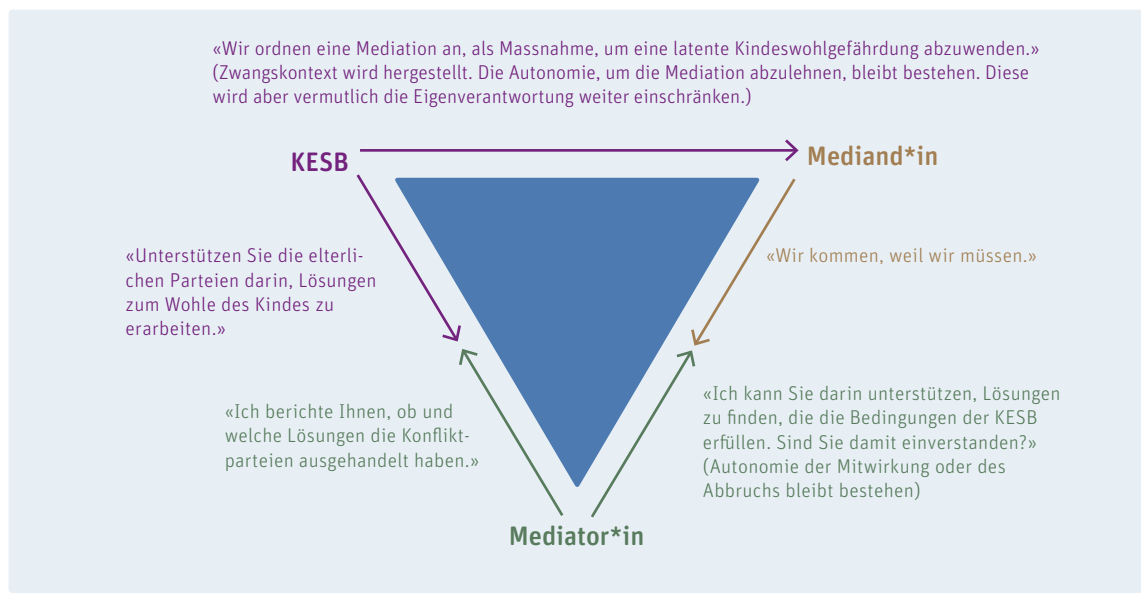 «Wir ordnen eine Mediation an, als Massnahme, um eine latente Kindeswohlgefährdung abzuwenden.»
(Zwangskontext wird hergestellt. Die Autonomie, um die Mediation abzulehnen, bleibt bestehen. Diese
wird aber vermutlich die Eigenverantwortung weiter einschränken.)
KESB
Mediand*in
«Unterstützen Sie die elterli-
chen Parteien darin, Lösungen
zum Wohle des Kindes zu
erarbeiten.»
«Wir kommen, weil wir müssen.»
«Ich berichte Ihnen, ob und
welche Lösungen die Konflikt-
parteien ausgehandelt haben.»
«Ich kann Sie darin unterstützen, Lösungen
zu finden, die die Bedingungen der KESB
erfüllen. Sind Sie damit einverstanden?»
(Autonomie der Mitwirkung oder des
Abbruchs bleibt bestehen)
Mediator*in